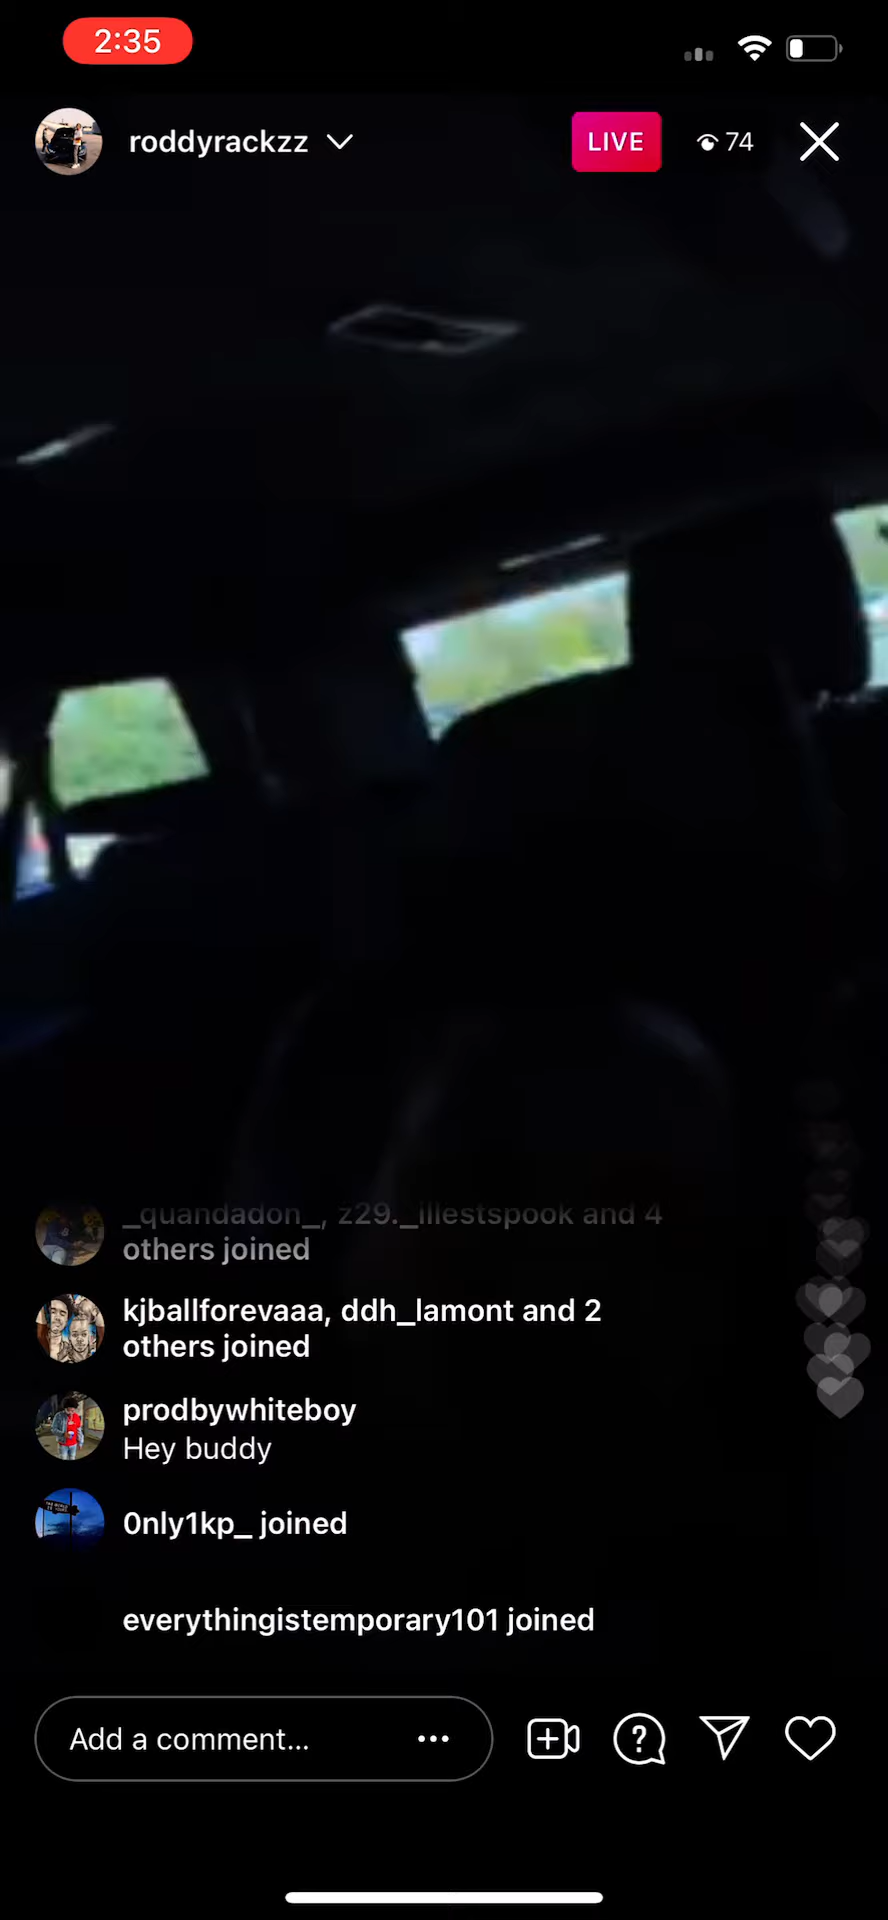 2:35
roddyrackzz
LIVE
74
_quandadon_, z29._illestspook and 4
others joined
kjballforevaaa, ddh_lamont and 2
others joined
prodbywhiteboy
Hey buddy
0nly1kp_ joined
everythingistemporary101 joined
Add a comment...